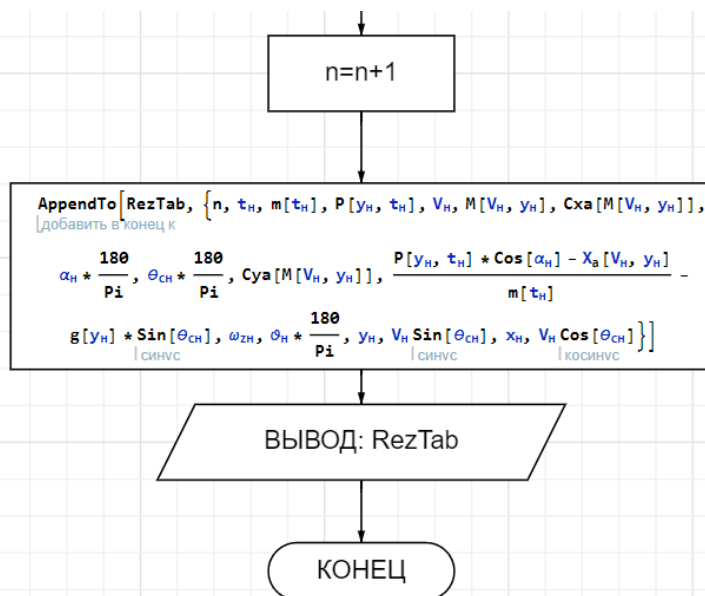 n=n+1
AppendTo[RezTab, {n, tн, m[tн], P[yн, tн], Vн, M[Vн, yн], Cxa[M[Vн, yн]],
добавить в конец к
αн * 180/Pi, θсн * 180/Pi, Cya[M[Vн, yн]], (P[yн, tн] * Cos[αн] - Xa[Vн, yн])/m[tн] -
g[yн] * Sin[θсн], ωzн, ϑн * 180/Pi, yн, Vн Sin[θсн], xн, Vн Cos[θсн]}]
синус синус косинус
ВЫВОД: RezTab
КОНЕЦ